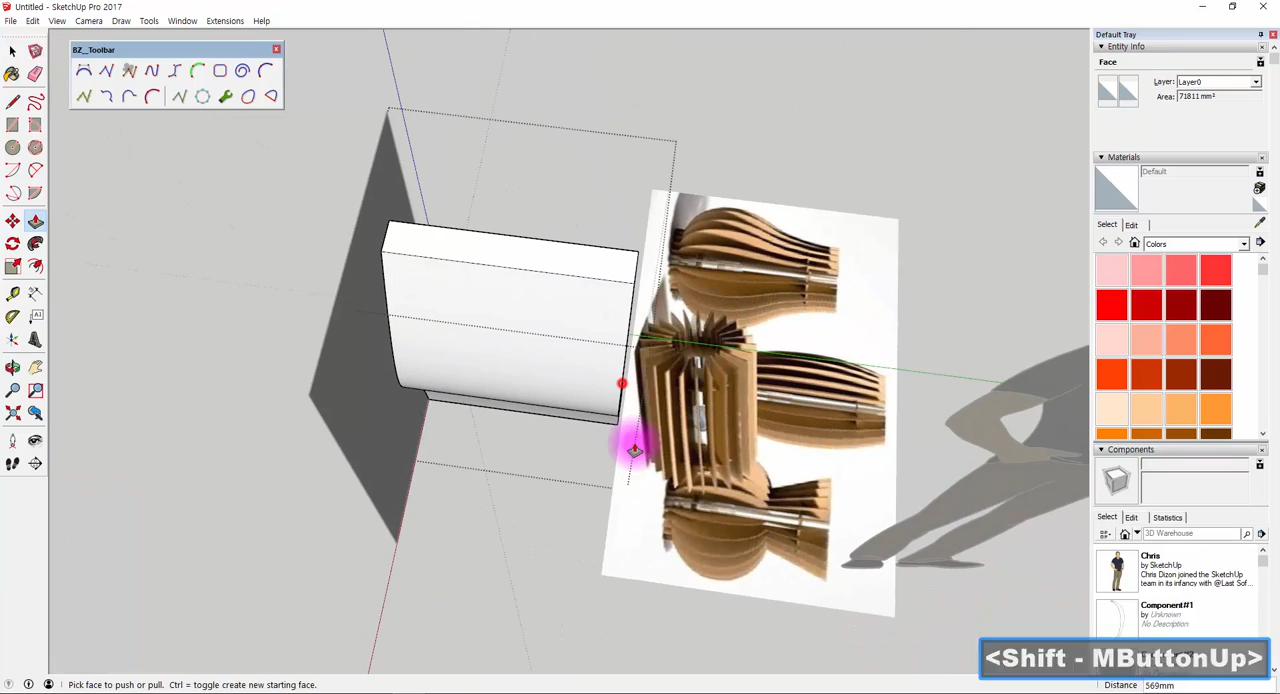 Untitled - SketchUp Pro 2017
File Edit View Camera Draw Tools Window Extensions Help
BZ__Toolbar
Default Tray
Entity Info
Face
Layer: Layer0
Area: 71811 mm²
Materials
Default
Select Edit
Colors
Components
Select Edit Statistics
3D Warehouse
Chris
by SketchUp
Chris Dizon joined the SketchUp
team in its infancy with @Last Sof...
Component#1
by Unknown
No Description
<Shift - MButtonUp>
Pick face to push or pull. Ctrl = toggle create new starting face.
Distance 569mm